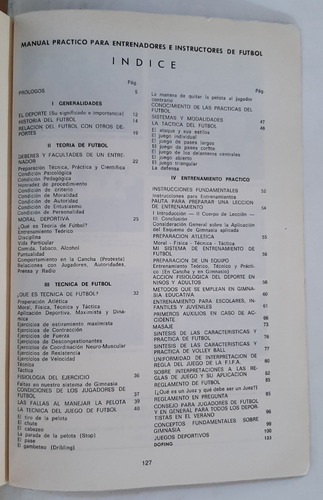 MANUAL PRACTICO PARA ENTRENADORES E INSTRUCTORES DE FUTBOL
INDICE
Pág.
PROLOGOS 5
I GENERALIDADES
EL DEPORTE (Su significado e importancia) 12
HISTORIA DEL FUTBOL 14
RELACION DEL FUTBOL CON OTROS DEPORTES 16
II TEORIA DE FUTBOL
DEBERES Y FACULTADES DE UN ENTRENADOR 22
Preparación Técnica, Práctica y Científica
Condición Psicológica
Condición Pedagógica
Honradez de procedimiento
Condición de Criterio
Condición de Moralidad
Condición de Autoridad
Condición de Entusiasmo
Condición de Personalidad
MORAL DEPORTIVA 25
¿Qué es Teoría de Fútbol?
Entrenamiento Teórico
Disciplina
Vida Particular
Comida, Tabaco, Alcohol
Puntualidad
Comportamiento en la Cancha (Protesta)
Relaciones con Jugadores, Autoridades, Prensa y Radio
III TECNICA DE FUTBOL
¿QUE ES TECNICA DE FUTBOL? 32
Preparación Atlética
Moral, Física, Técnica y Táctica
Aplicación Deportiva, Maximista y Dinámica
Ejercicios de estiramiento maximista
Ejercicios de Contracción
Ejercicios de Fuerza
Ejercicios de Descongestionantes
Ejercicios de Coordinación Neuro-Muscular
Ejercicios de Resistencia
Ejercicios de Velocidad
Técnica
Táctica
FISIOLOGIA DEL EJERCICIO 36
Faltas en nuestro sistema de Gimnasia
CONDICIONES DE LOS JUGADORES DE FUTBOL 37
LAS FALLAS AL MANEJAR LA PELOTA 39
LA TECNICA DEL JUEGO DE FUTBOL 40
El tiro de la pelota
El chute
El cabezeo
La parada de la pelota (Stop)
El pase
El gambeteo (Dribling)
Pág.
La manera de quitar la pelota al jugador contrario
CONOCIMIENTO DE LAS PRACTICAS DEL FUTBOL
SISTEMAS Y MODALIDADES 47
LA TACTICA DEL FUTBOL 48
El ataque y sus estilos
El juego individual
El juego de pases largos
El juego de pases cortos
El juego de los delanteros centrales
El juego abierto
El juego triangular
La defensa
IV ENTRENAMIENTO PRACTICO
INSTRUCCIONES FUNDAMENTALES 52
Instrucciones para Entrenamientos
PAUTA PARA PREPARAR UNA LECCION DE ENTRENAMIENTO 54
I Introducción — II Cuerpo de Lección — III Conclusión
Consideración General sobre la Aplicación del Esquema de Gimnasia aplicada
PREPARACION ATLETICA 55
Moral - Física - Técnica - Táctica
MI SISTEMA DE ENTRENAMIENTO DE FUTBOL 56
PREPARACION DE UN EQUIPO
Entrenamiento Teórico, Técnico y Práctico (En Cancha y en Gimnasio)
ACCION FISIOLOGICA DEL DEPORTE EN NIÑOS Y ADULTOS 58
METODOS QUE SE EMPLEAN EN GIMNASIA EDUCATIVA 60
ENTRENAMIENTO PARA ESCOLARES, INFANTILES Y JUVENILES
PRIMEROS AUXILIOS EN CASO DE ACCIDENTE
MASAJE 73
SINTESIS DE LAS CARACTERISTICAS Y PRACTICA DE FUTBOL 76
SINTESIS DE LAS CARACTERISTICAS Y PRACTICA DE VOLLEY BALL 77
UNIFORMIDAD DE INTERPRETACION DE REGLA DEL JUEGO DE LA F.I.F.A.
SOBRE INTERPRETACIONES A LAS REGLAS DE JUEGO Y SU APLICACION
REGLAMENTO DE FUTBOL
¿Qué es un Juez y qué debe ser un Juez?
REGLAMENTO EN PREGUNTA
CONSEJO PARA JUGADORES DE FUTBOL Y EN GENERAL PARA TODOS LOS DEPORTISTAS EN EL VERANO
CONCEPTOS FUNDAMENTALES SOBRE GIMNASIA
JUEGOS DEPORTIVOS
DOPING
127